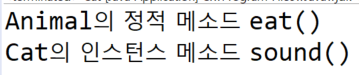 Animal의 정적 메소드 eat()
Cat의 인스턴스 메소드 sound()